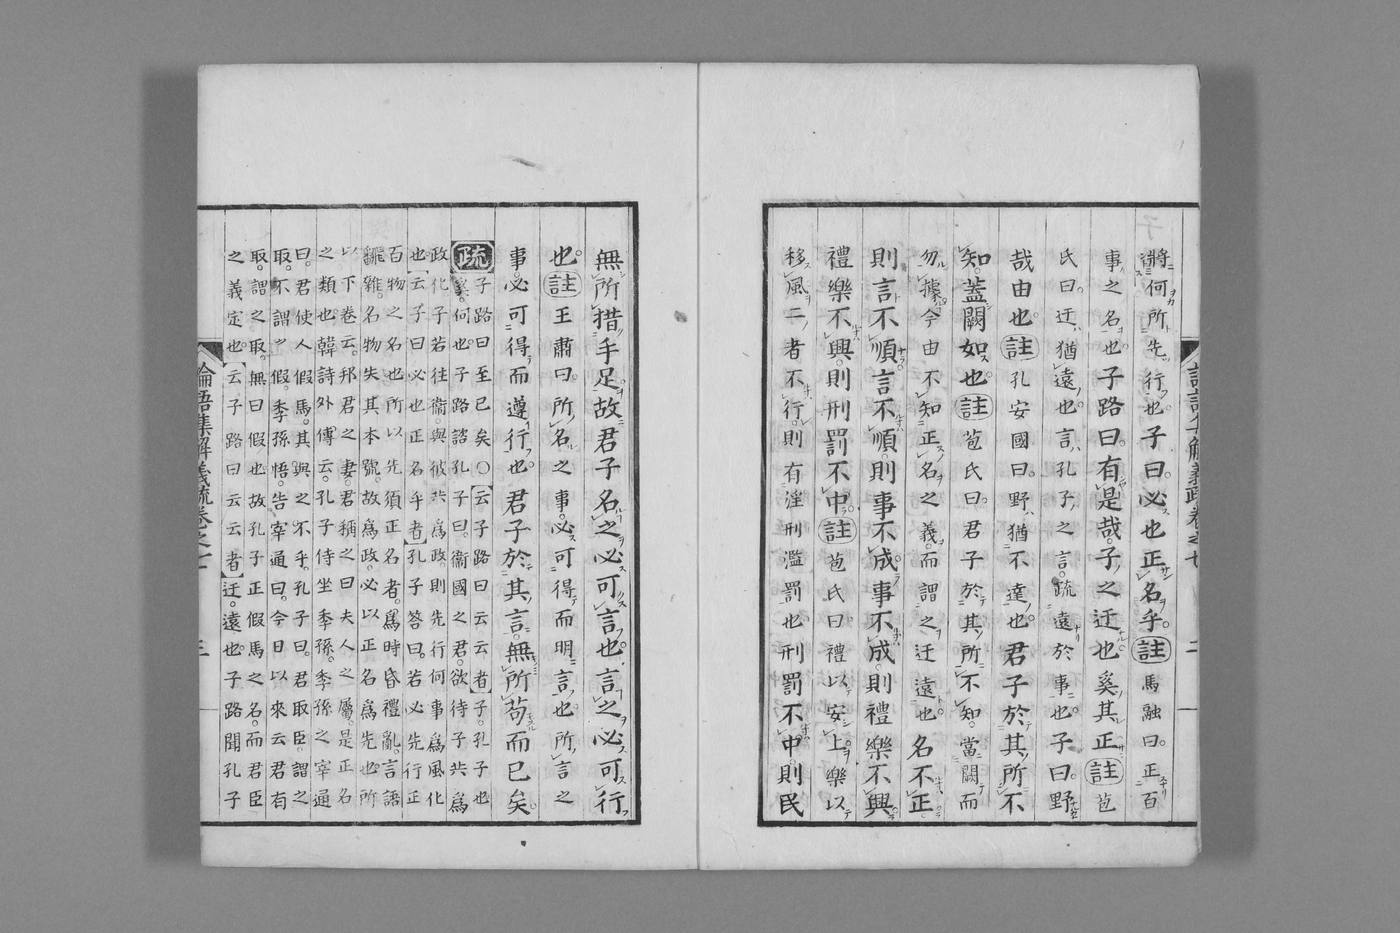 將何所先行也子曰必也正名乎註馬融曰正百
事之名也子路曰有是哉子之迂也奚其正註苞
氏曰迂猶遠也言孔子之言疏遠於事也子曰野
哉由也註孔安國曰野猶不達也君子於其所不
知蓋闕如也註苞氏曰君子於其所不知當闕而
勿據今由不知正名之義而謂之迂遠也名不正
則言不順言不順則事不成事不成則禮樂不興
禮樂不興則刑罰不中註苞氏曰禮以安上樂以
移風二者不行則有淫刑濫罰也刑罰不中則民
無所措手足故君子名之必可言也言之必可行
也註王肅曰所名之事必可得而明言也所言之
事必可得而遵行也君子於其言無所苟而已矣
疏子路曰至已矣○云子路曰云云者子孔子也
奚何也子路諮孔子曰衞國之君欲待子共為
政化子若往衞與彼共為政則先行何事為風化
也云子曰必也正名乎者孔子答曰若必先行正
百物之名也所以先須正名者為時昏禮亂言語
翻雜名物失其本號故為政必以正名為先也所
以下卷云邦君之妻君稱之曰夫人之屬是正名
之類也韓詩外傳云孔子侍坐季孫季孫之宰通
曰君使人假馬其與之不乎孔子曰君取臣謂之
取不謂假季孫悟告宰通曰今日以來云君有
取謂之取無曰假也故孔子正假馬之名而君臣
之義定也云子路曰云云者迂遠也子路聞孔子
論語集解義疏卷之七
二
三